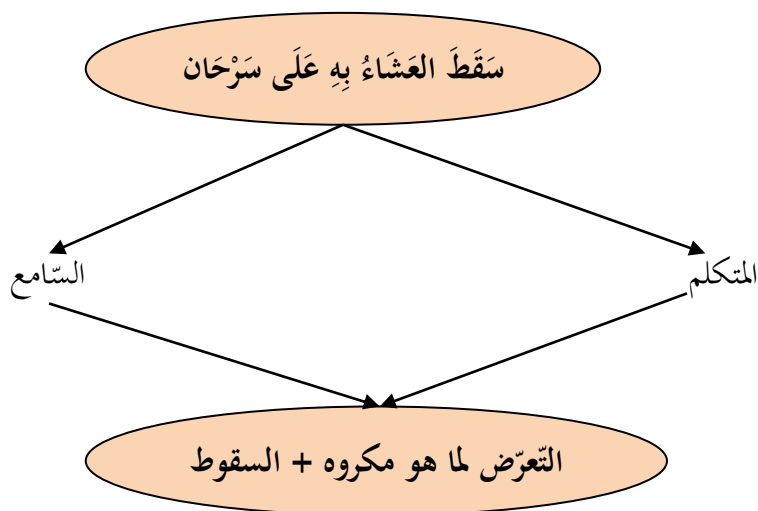 سَقَطَ العَشَاءُ بِهِ عَلَى سَرْحَان
المتكلم
السّامع
التّعرّض لما هو مكروه + السقوط